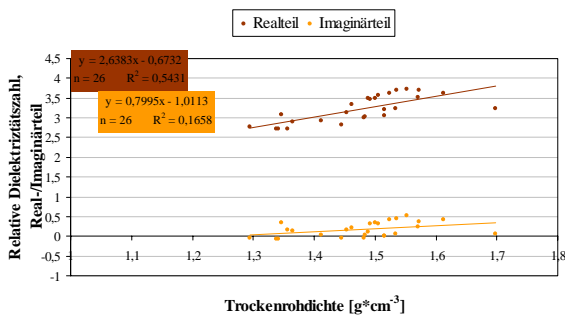 Realteil Imaginärteil
Relative Dielektriztätszahl,
Real-/Imaginärteil
4,5
4
3,5
3
2,5
2
1,5
1
0,5
0
-0,5
-1
y = 2,6383x - 0,6732
n = 26 R² = 0,5431
y = 0,7995x - 1,0113
n = 26 R² = 0,1658
1 1,1 1,2 1,3 1,4 1,5 1,6 1,7 1,8
Trockenrohdichte [g*cm⁻³]